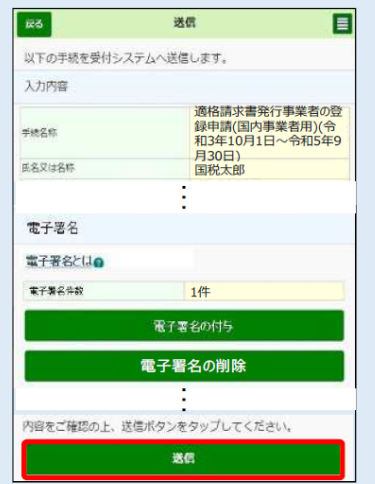 戻る
送信
以下の手続を受付システムへ送信します。
入力内容
手続名称
適格請求書発行事業者の登
録申請(国内事業者用)(令
和3年10月1日～令和5年9
月30日)
氏名又は名称
国税太郎
電子署名
電子署名とは
電子署名件数
1件
電子署名の付与
電子署名の削除
内容をご確認の上、送信ボタンをタップしてください。
送信